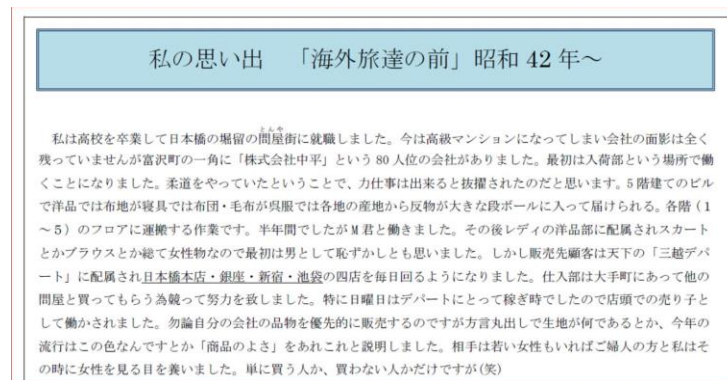 私の思い出　「海外旅達の前」昭和 42 年～
私は高校を卒業して日本橋の堀留の問屋街に就職しました。今は高級マンションになってしまい会社の面影は全く
残っていませんが富沢町の一角に「株式会社中平」という 80 人位の会社がありました。最初は入荷部という場所で働
くことになりました。柔道をやっていたということで、力仕事は出来ると抜擢されたのだと思います。5 階建てのビル
で洋品では布地が寝具では布団・毛布が呉服では各地の産地から反物が大きな段ボールに入って届けられる。各階（1
～5）のフロアに運搬する作業です。半年間でしたがＭ君と働きました。その後レディの洋品部に配属されスカート
とかブラウスとか総て女性物なので最初は男として恥ずかしとも思いました。しかし販売先顧客は天下の「三越デパ
ート」に配属され日本橋本店・銀座・新宿・池袋の四店を毎日回るようになりました。仕入部は大手町にあって他の
問屋と買ってもらう為競って努力を致しました。特に日曜日はデパートにとって稼ぎ時でしたので店頭での売り子と
して働かされました。勿論自分の会社の品物を優先的に販売するのですが方言丸出しで生地が何であるとか、今年の
流行はこの色なんですとか「商品のよさ」をあれこれと説明しました。相手は若い女性もいればご婦人の方と私はそ
の時に女性を見る目を養いました。単に買う人か、買わない人かだけですが(笑)